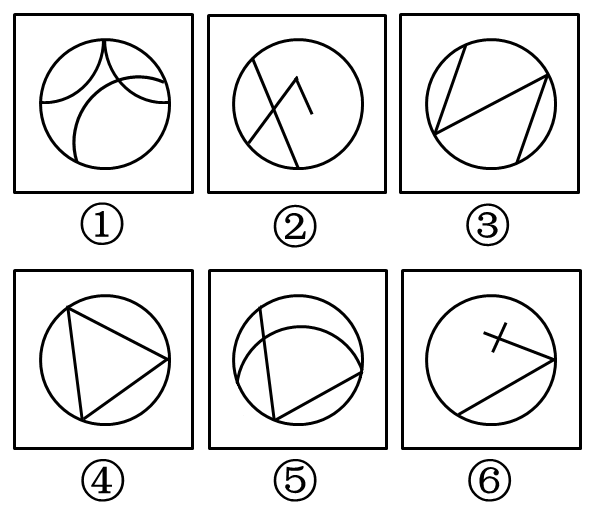 ① ② ③
④ ⑤ ⑥